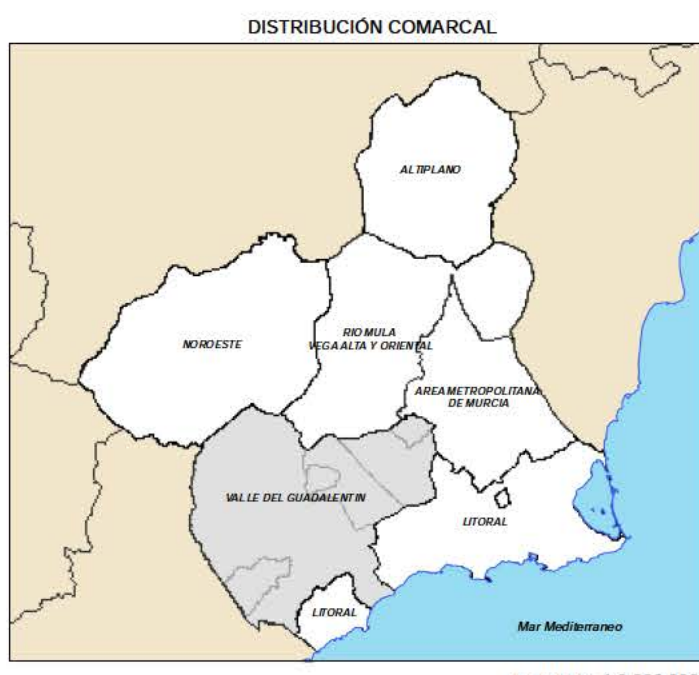 DISTRIBUCIÓN COMARCAL
ALTIPLANO
NOROESTE
RIO MULA
VEGA ALTA Y ORIENTAL
AREA METROPOLITANA
DE MURCIA
VALLE DEL GUADALENTIN
LITORAL
LITORAL
Mar Mediterraneo